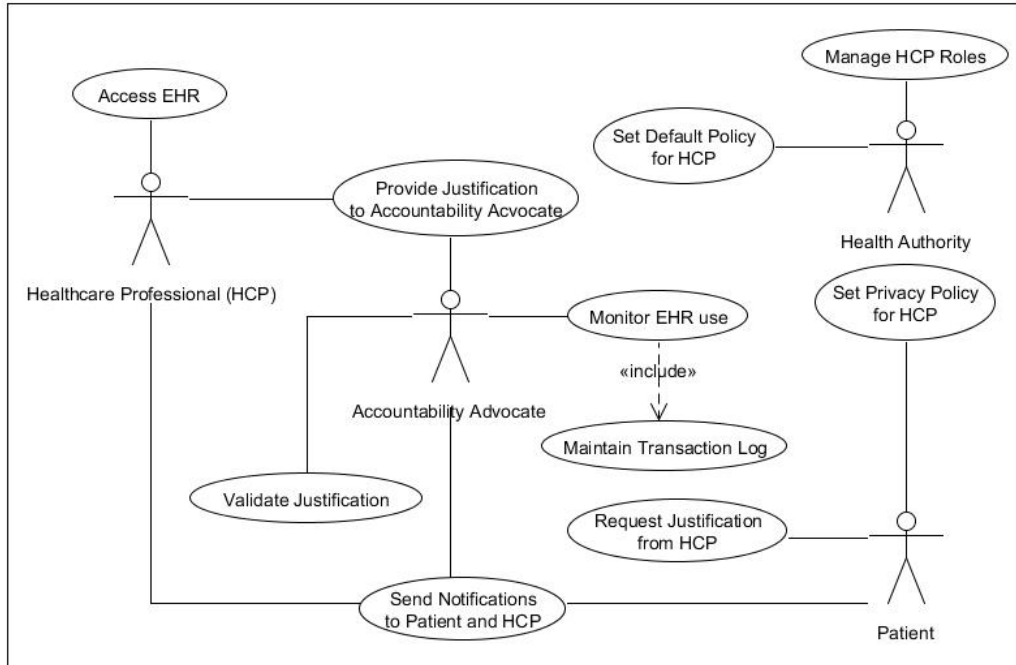 Manage HCP Roles
Access EHR
Set Default Policy
for HCP
Provide Justification
to Accountability Advocate
Health Authority
Healthcare Professional (HCP)
Set Privacy Policy
for HCP
Monitor EHR use
«include»
Accountability Advocate
Maintain Transaction Log
Validate Justification
Request Justification
from HCP
Send Notifications
to Patient and HCP
Patient